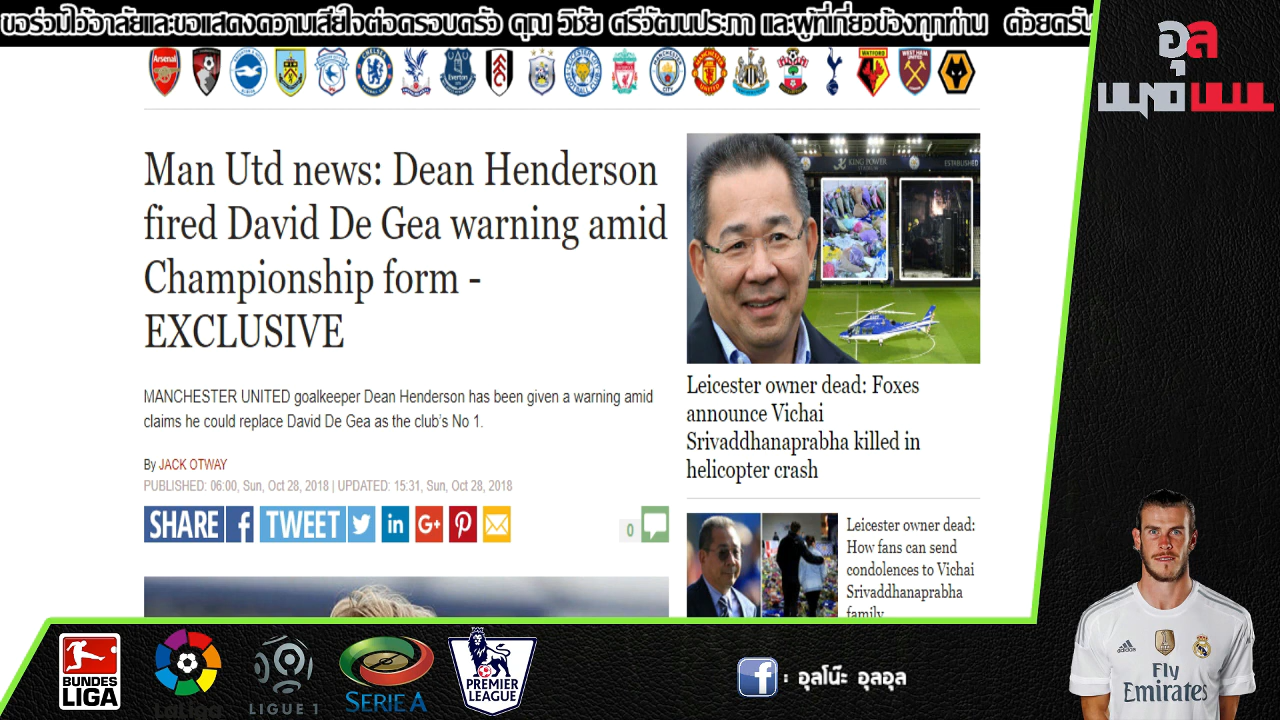 ขอร่วมไว้อาลัยและขอแสดงความเสียใจต่อครอบครัว คุณ วิชัย ศรีวัฒนประภา และผู้ที่เกี่ยวข้องทุกท่าน ด้วยครับ
อุล
Man Utd news: Dean Henderson
fired David De Gea warning amid
Championship form -
EXCLUSIVE
MANCHESTER UNITED goalkeeper Dean Henderson has been given a warning amid
claims he could replace David De Gea as the club's No 1.
By JACK OTWAY
PUBLISHED: 06:00, Sun, Oct 28, 2018 | UPDATED: 15:31, Sun, Oct 28, 2018
SHARE
TWEET
in
G+
0
KING POWER
STADIUM
ESTABLISHED
Leicester owner dead: Foxes
announce Vichai
Srivaddhanaprabha killed in
helicopter crash
Leicester owner dead:
How fans can send
condolences to Vichai
Srivaddhanaprabha
family
BUNDES
LIGA
LaLiga
LIGUE 1
SERIE A
PREMIER
LEAGUE
f : อุลโน๊ะ อุลอุล
adidas
Fly
Emirates